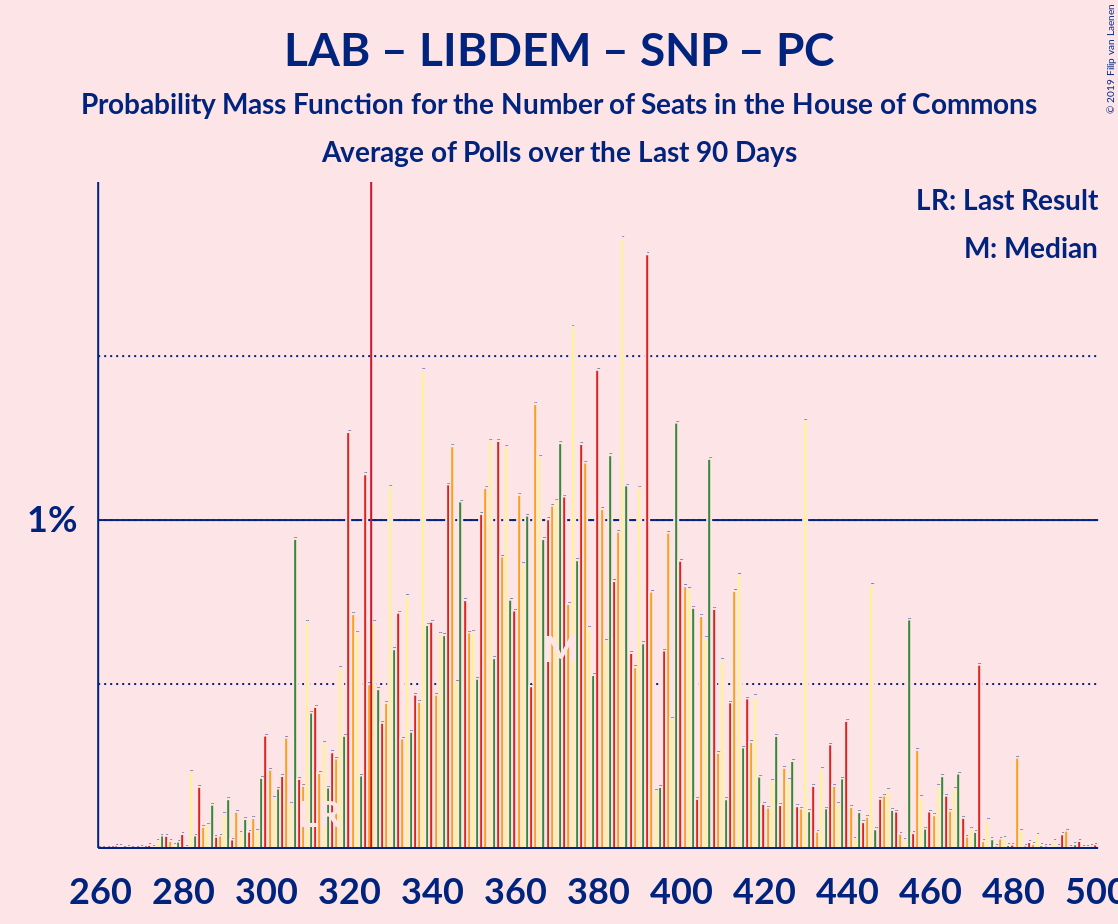 LAB – LIBDEM – SNP – PC
Probability Mass Function for the Number of Seats in the House of Commons
Average of Polls over the Last 90 Days
© 2019 Filip van Laenen
LR: Last Result
M: Median
1%
M
LR
260 280 300 320 340 360 380 400 420 440 460 480 500